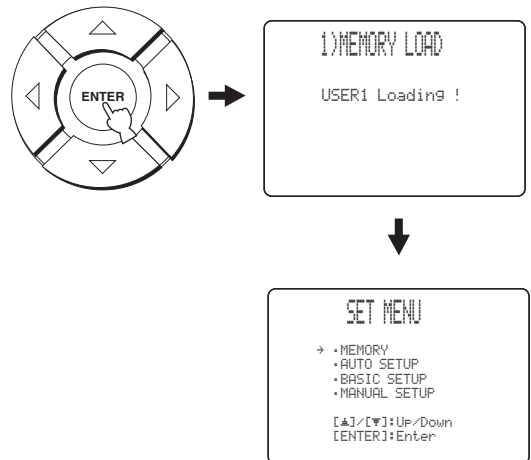 ENTER
1)MEMORY LOAD
USER1 Loading !
SET MENU
→ •MEMORY
•AUTO SETUP
•BASIC SETUP
•MANUAL SETUP
[▲]/[▼]:Up/Down
[ENTER]:Enter